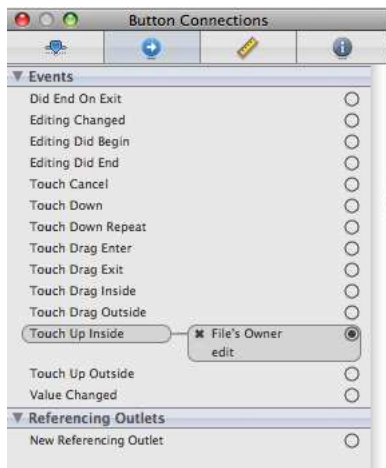 Button Connections
Events
Did End On Exit
Editing Changed
Editing Did Begin
Editing Did End
Touch Cancel
Touch Down
Touch Down Repeat
Touch Drag Enter
Touch Drag Exit
Touch Drag Inside
Touch Drag Outside
Touch Up Inside File's Owner
edit
Touch Up Outside
Value Changed
Referencing Outlets
New Referencing Outlet